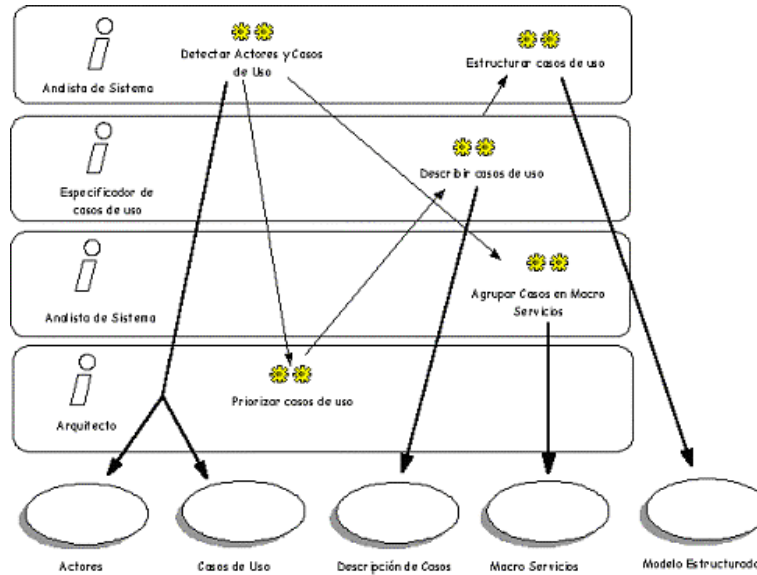 Detectar Actores y Casos
de Uso
Estructurar casos de uso
Analista de Sistema
Describir casos de uso
Especificador de
casos de uso
Agrupar Casos en Macro
Servicios
Analista de Sistema
Priorizar casos de uso
Arquitecto
Actores
Casos de Uso
Descripción de Casos
Macro Servicios
Modelo Estructurado